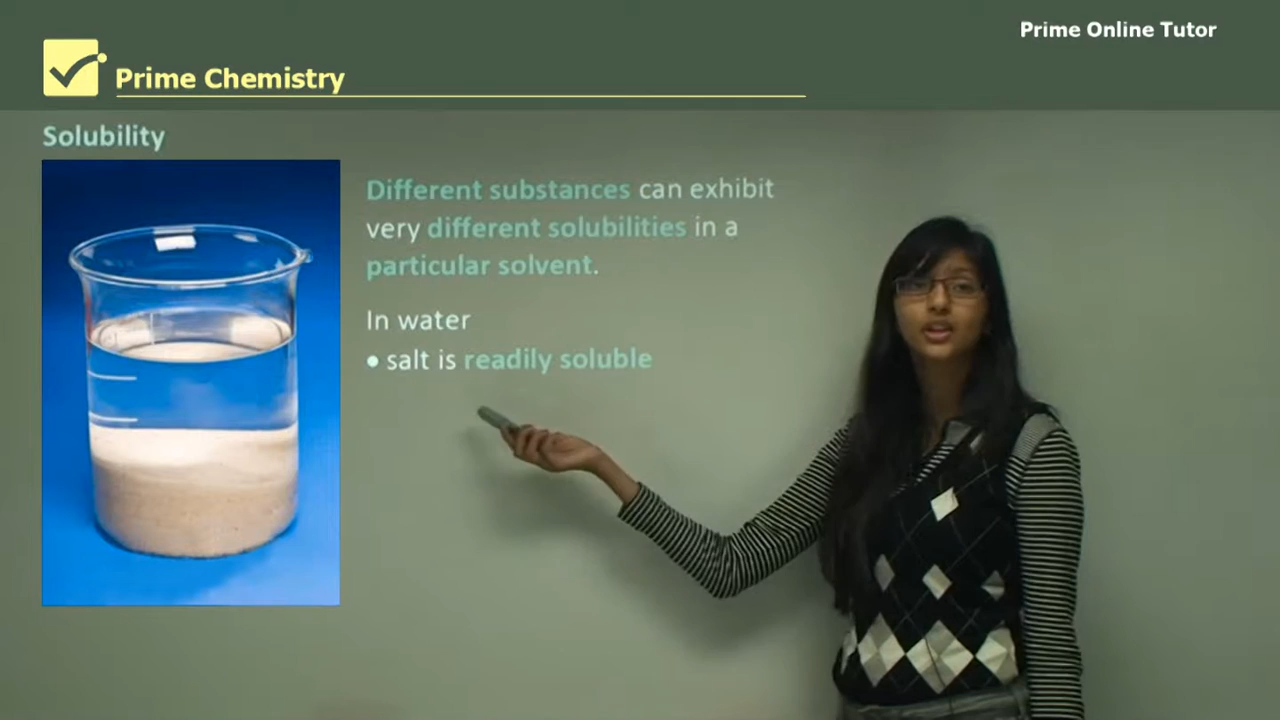 Prime Online Tutor
Prime Chemistry
Solubility
Different substances can exhibit
very different solubilities in a
particular solvent.
In water
• salt is readily soluble